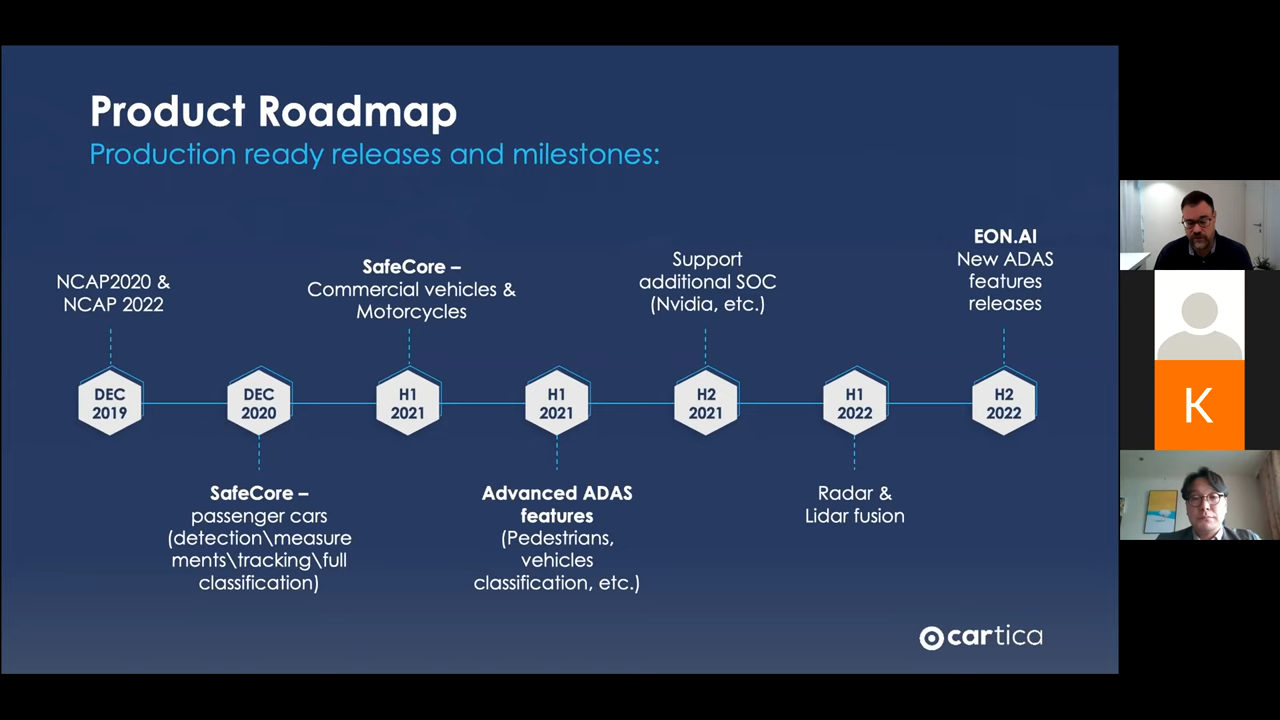 Product Roadmap
Production ready releases and milestones:
NCAP2020 &
NCAP 2022
SafeCore –
Commercial vehicles &
Motorcycles
Support
additional SOC
(Nvidia, etc.)
EON.AI
New ADAS
features
releases
DEC
2019
DEC
2020
H1
2021
H1
2021
H2
2021
H1
2022
H2
2022
SafeCore –
passenger cars
(detection\measure
ments\tracking\full
classification)
Advanced ADAS
features
(Pedestrians,
vehicles
classification, etc.)
Radar &
Lidar fusion
cartica
K